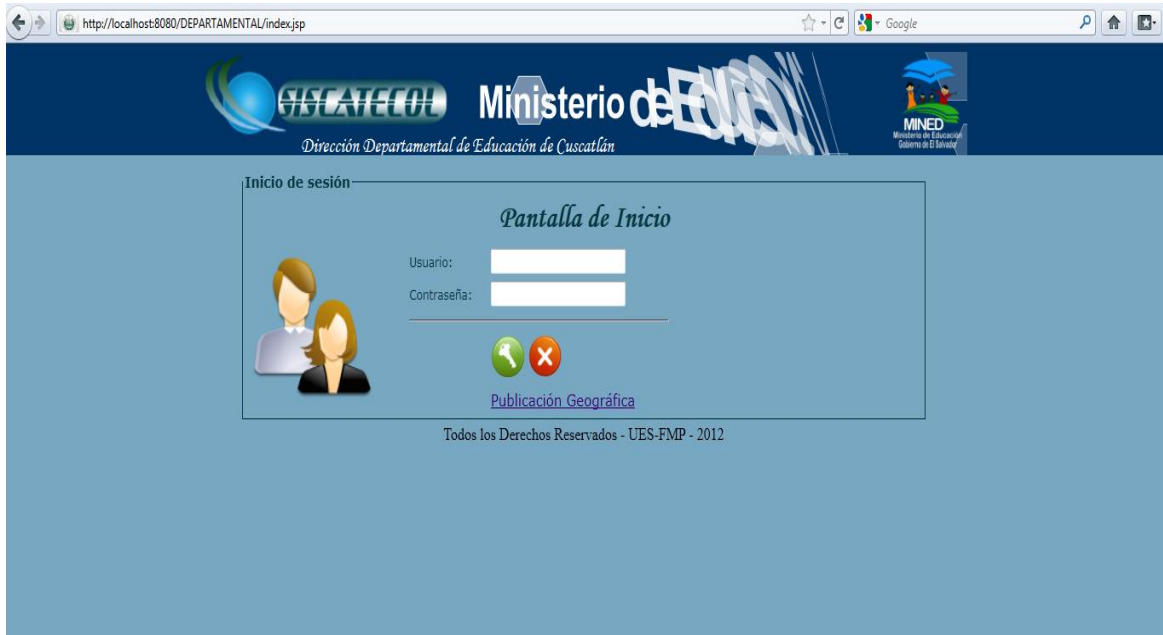 http://localhost:8080/DEPARTAMENTAL/index.jsp
Google
SISCATECOL
Ministerio de Educación
MINED
Ministerio de Educación
Gobierno de El Salvador
Dirección Departamental de Educación de Cuscatlán
Inicio de sesión
Pantalla de Inicio
Usuario:
Contraseña:
Publicación Geográfica
Todos los Derechos Reservados - UES-FMP - 2012